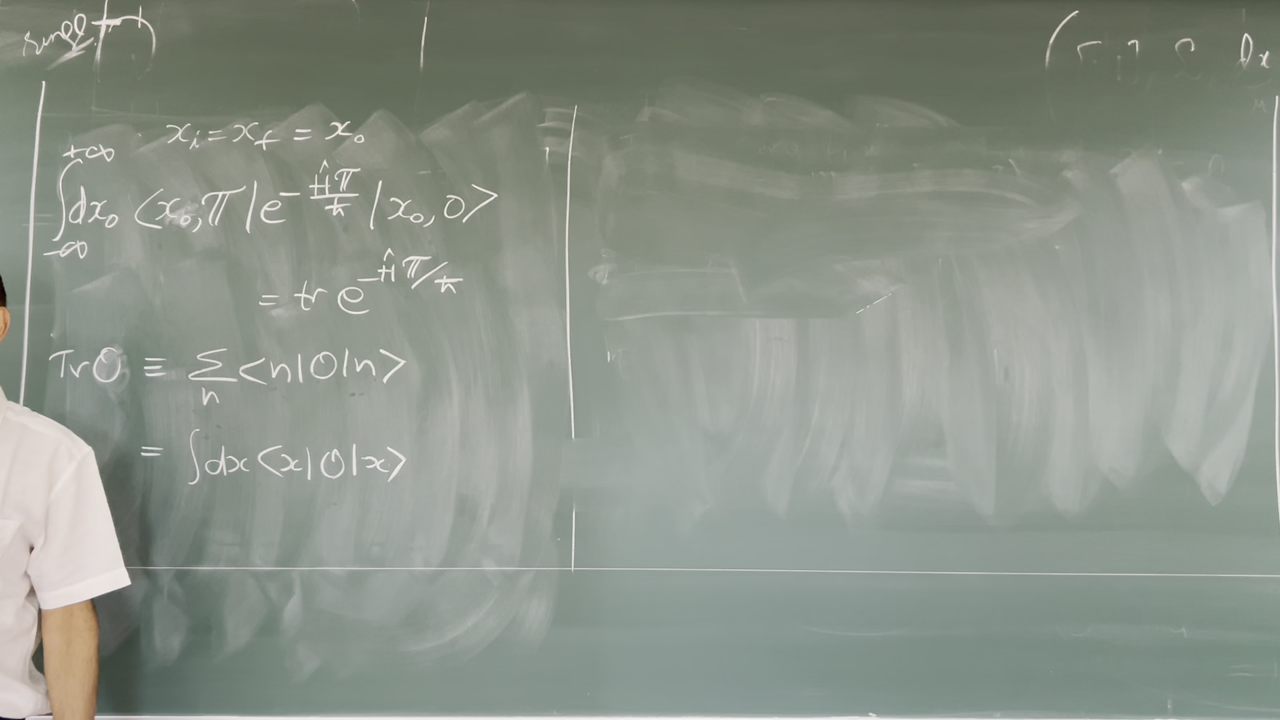 x_i = x_f = x_0
∫_{-∞}^{+∞} dx_0 <x_0, π | e^{-Ĥπ/ħ} | x_0, 0>
= tr e^{-Ĥπ/ħ}
Tr O ≡ Σ_n <n|O|n>
= ∫dx <x|O|x>